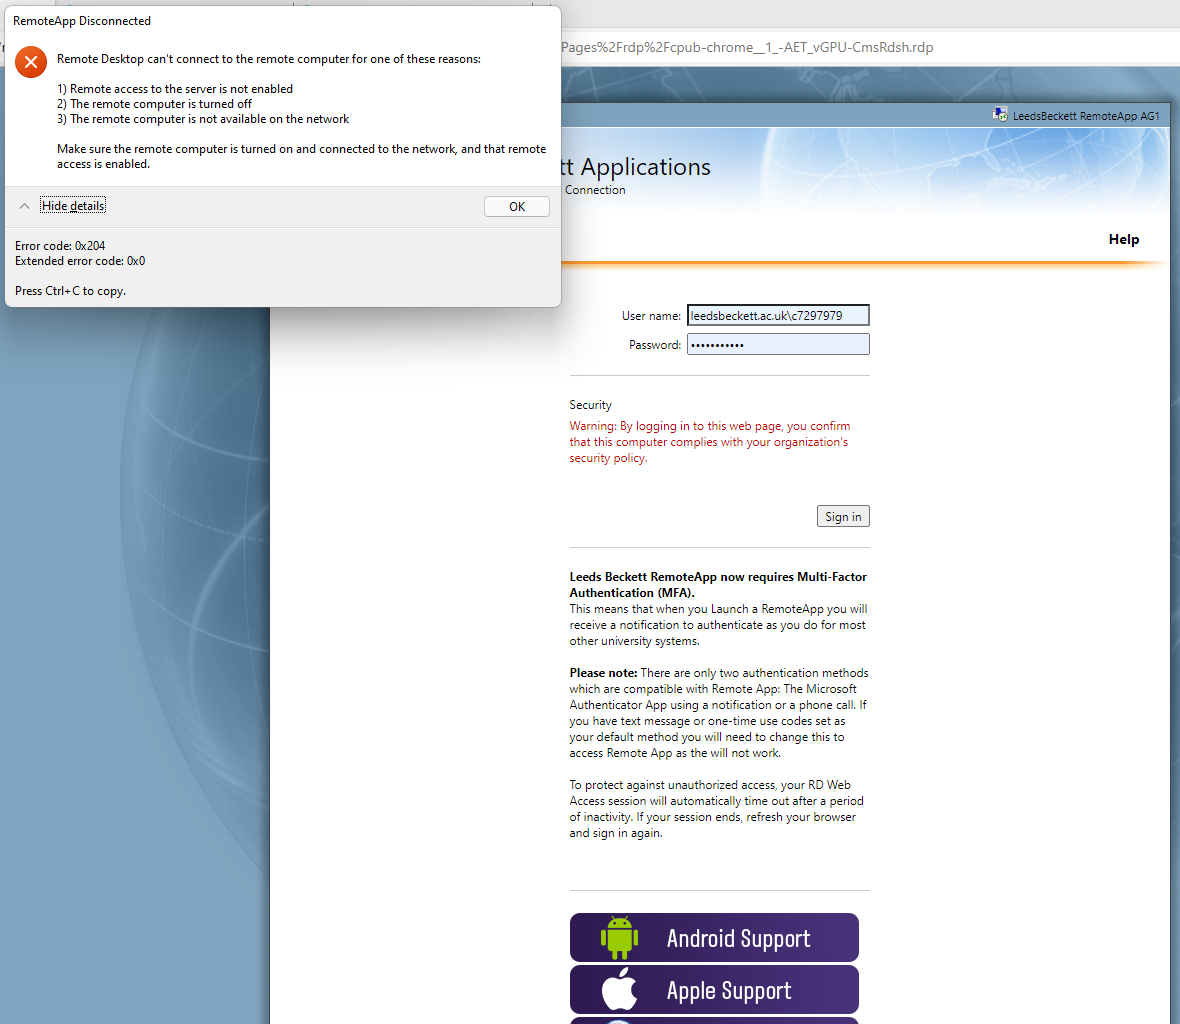 RemoteApp Disconnected
Remote Desktop can't connect to the remote computer for one of these reasons:
1) Remote access to the server is not enabled
2) The remote computer is turned off
3) The remote computer is not available on the network
Make sure the remote computer is turned on and connected to the network, and that remote
access is enabled.
Hide details
OK
Error code: 0x204
Extended error code: 0x0
Press Ctrl+C to copy.
Pages%2Frdp%2Fcpub-chrome__1_-AET_vGPU-CmsRdsh.rdp
LeedsBeckett RemoteApp AG1
tt Applications
Connection
Help
User name: leedsbeckett.ac.uk\c7297979
Password: •••••••••••
Security
Warning: By logging in to this web page, you confirm
that this computer complies with your organization's
security policy.
Sign in
Leeds Beckett RemoteApp now requires Multi-Factor
Authentication (MFA).
This means that when you Launch a RemoteApp you will
receive a notification to authenticate as you do for most
other university systems.
Please note: There are only two authentication methods
which are compatible with Remote App: The Microsoft
Authenticator App using a notification or a phone call. If
you have text message or one-time use codes set as
your default method you will need to change this to
access Remote App as the will not work.
To protect against unauthorized access, your RD Web
Access session will automatically time out after a period
of inactivity. If your session ends, refresh your browser
and sign in again.
Android Support
Apple Support